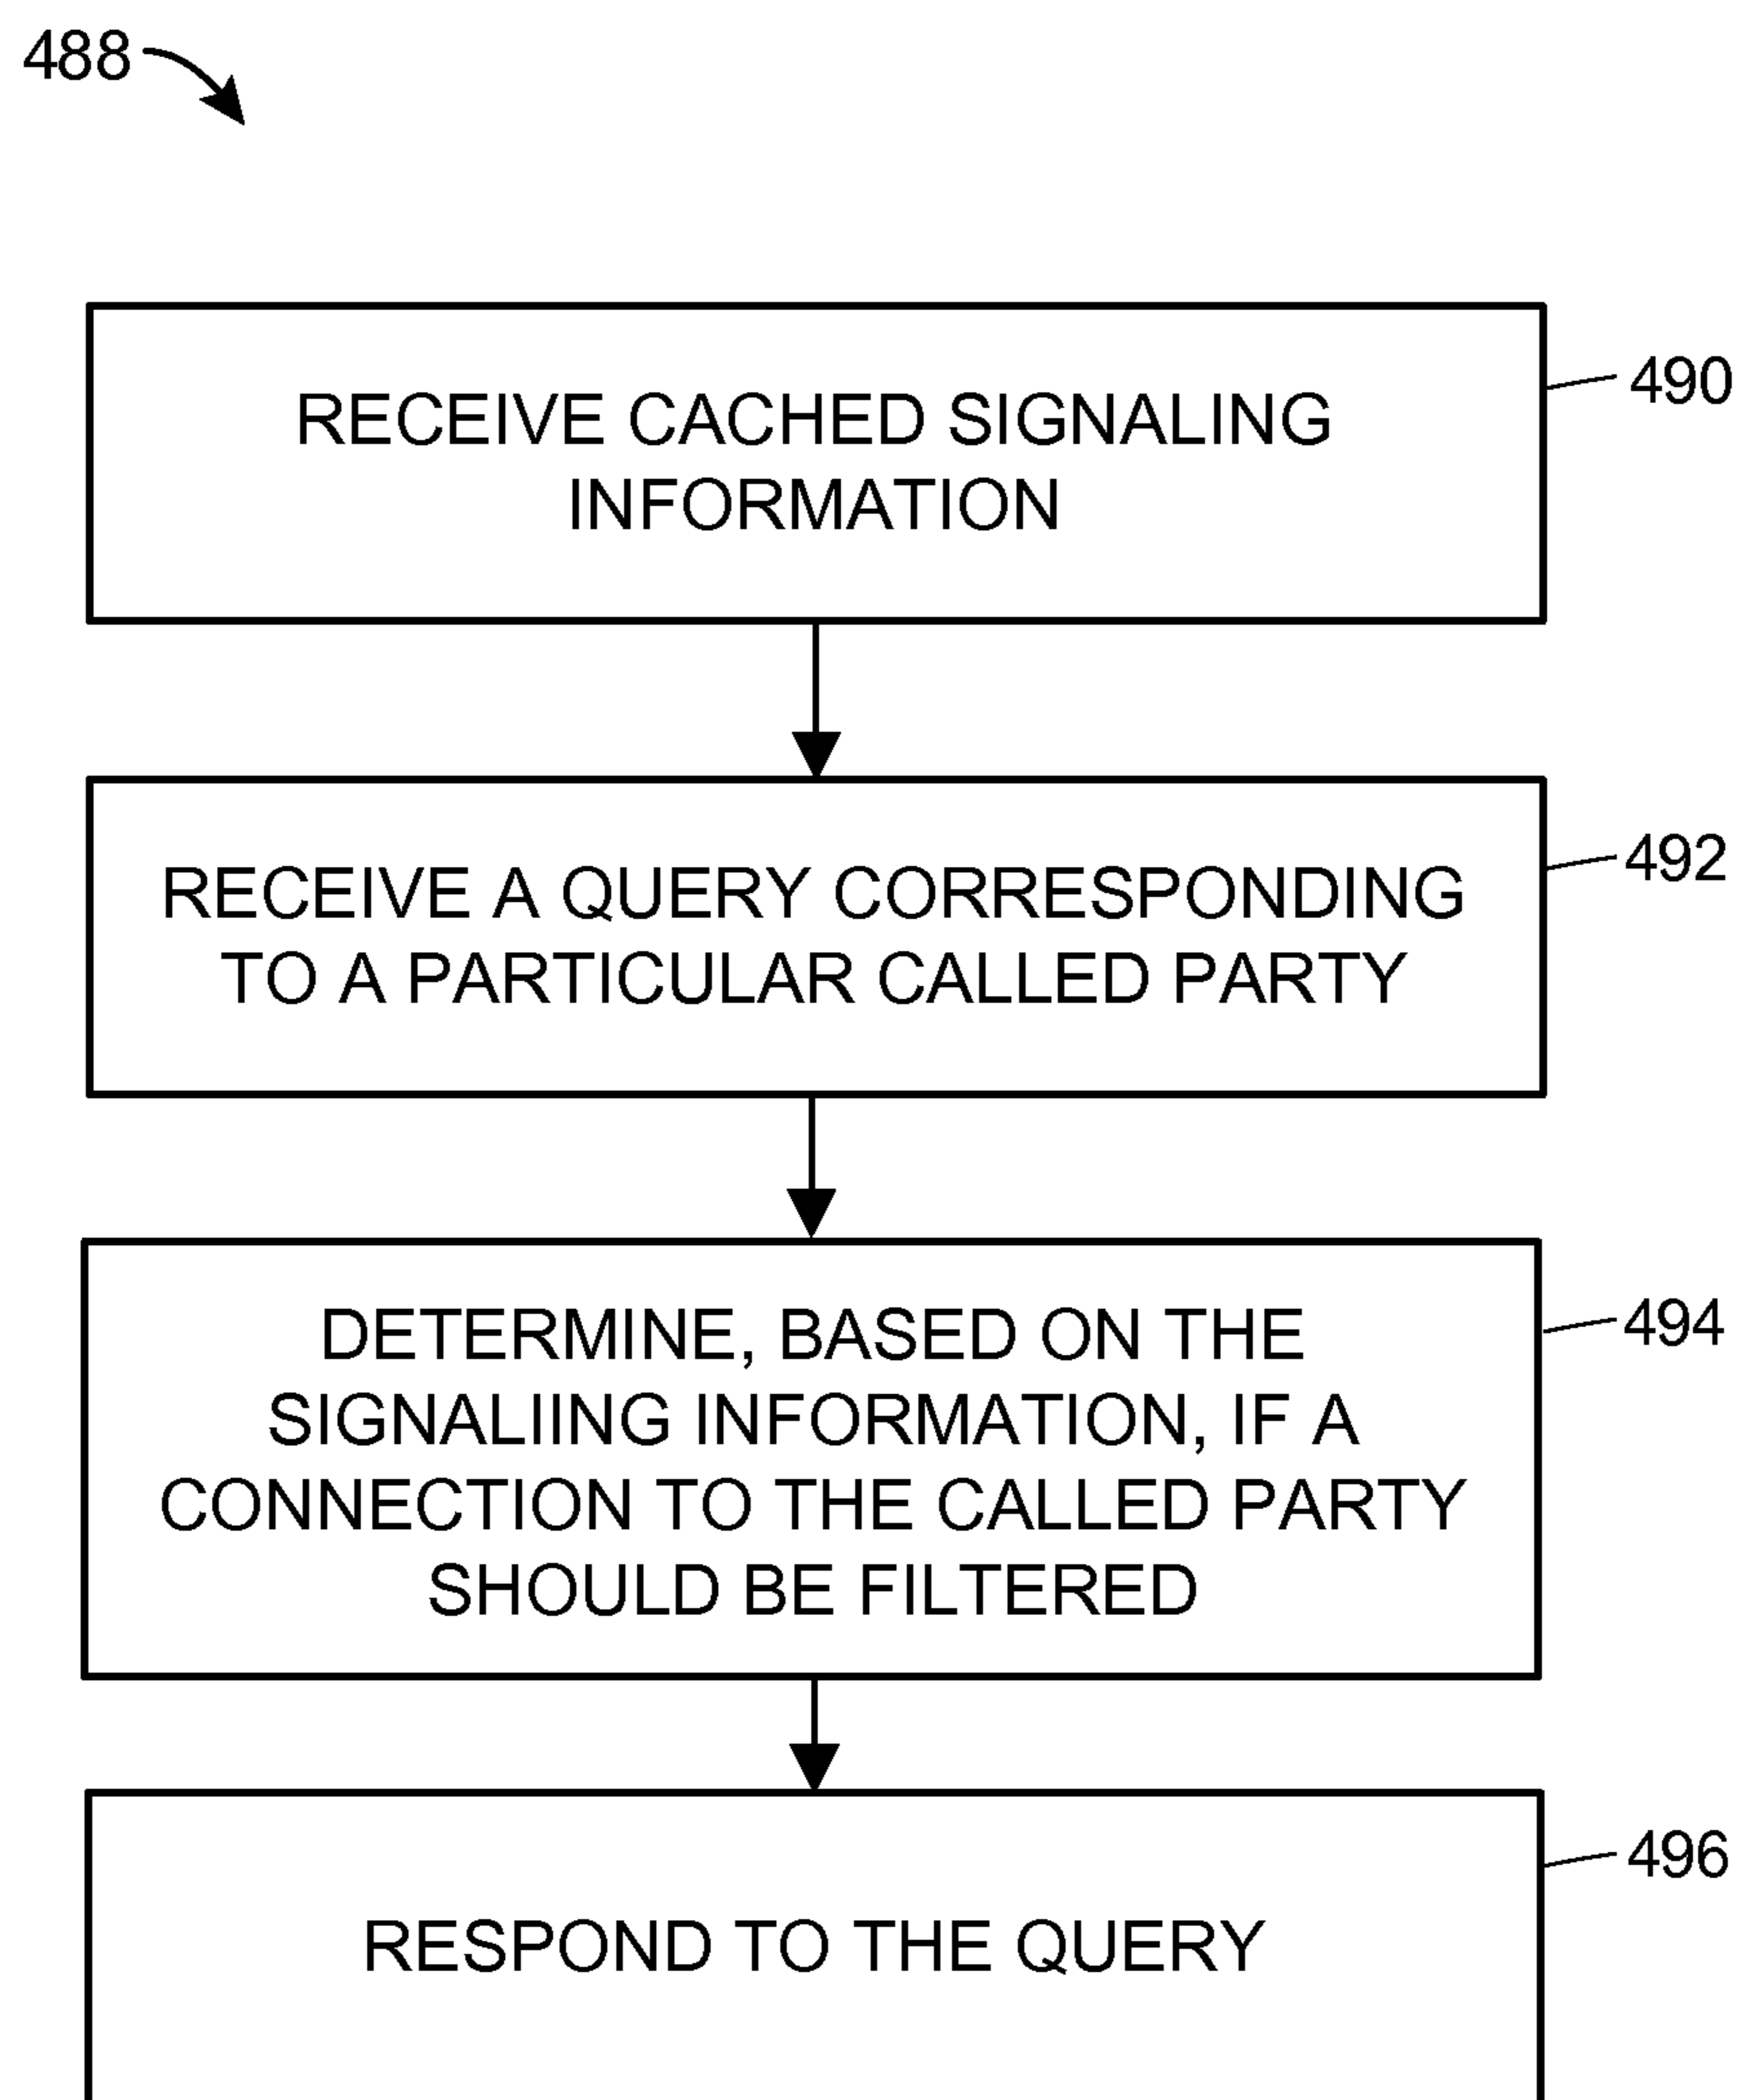 488
RECEIVE CACHED SIGNALING
INFORMATION
490
RECEIVE A QUERY CORRESPONDING
TO A PARTICULAR CALLED PARTY
492
DETERMINE, BASED ON THE
SIGNALIING INFORMATION, IF A
CONNECTION TO THE CALLED PARTY
SHOULD BE FILTERED
494
RESPOND TO THE QUERY
496